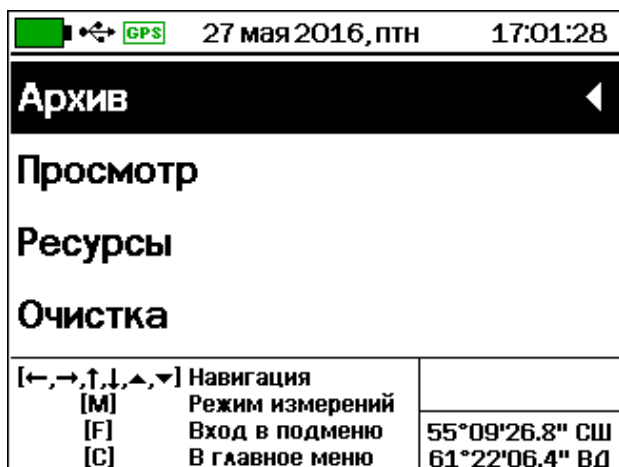 GPS 27 мая 2016, птн 17:01:28
Архив
Просмотр
Ресурсы
Очистка
[←,→,↑,↓,▲,▼] Навигация
[M] Режим измерений
[F] Вход в подменю 55°09'26.8" СШ
[C] В главное меню 61°22'06.4" ВД